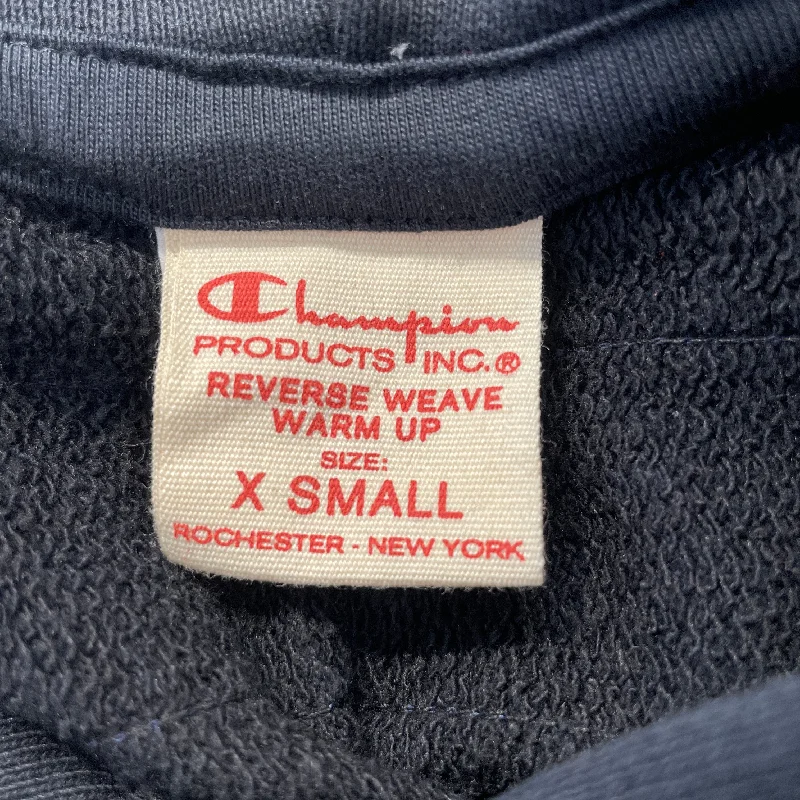 Champion
PRODUCTS INC.®
REVERSE WEAVE
WARM UP
SIZE:
X SMALL
ROCHESTER - NEW YORK